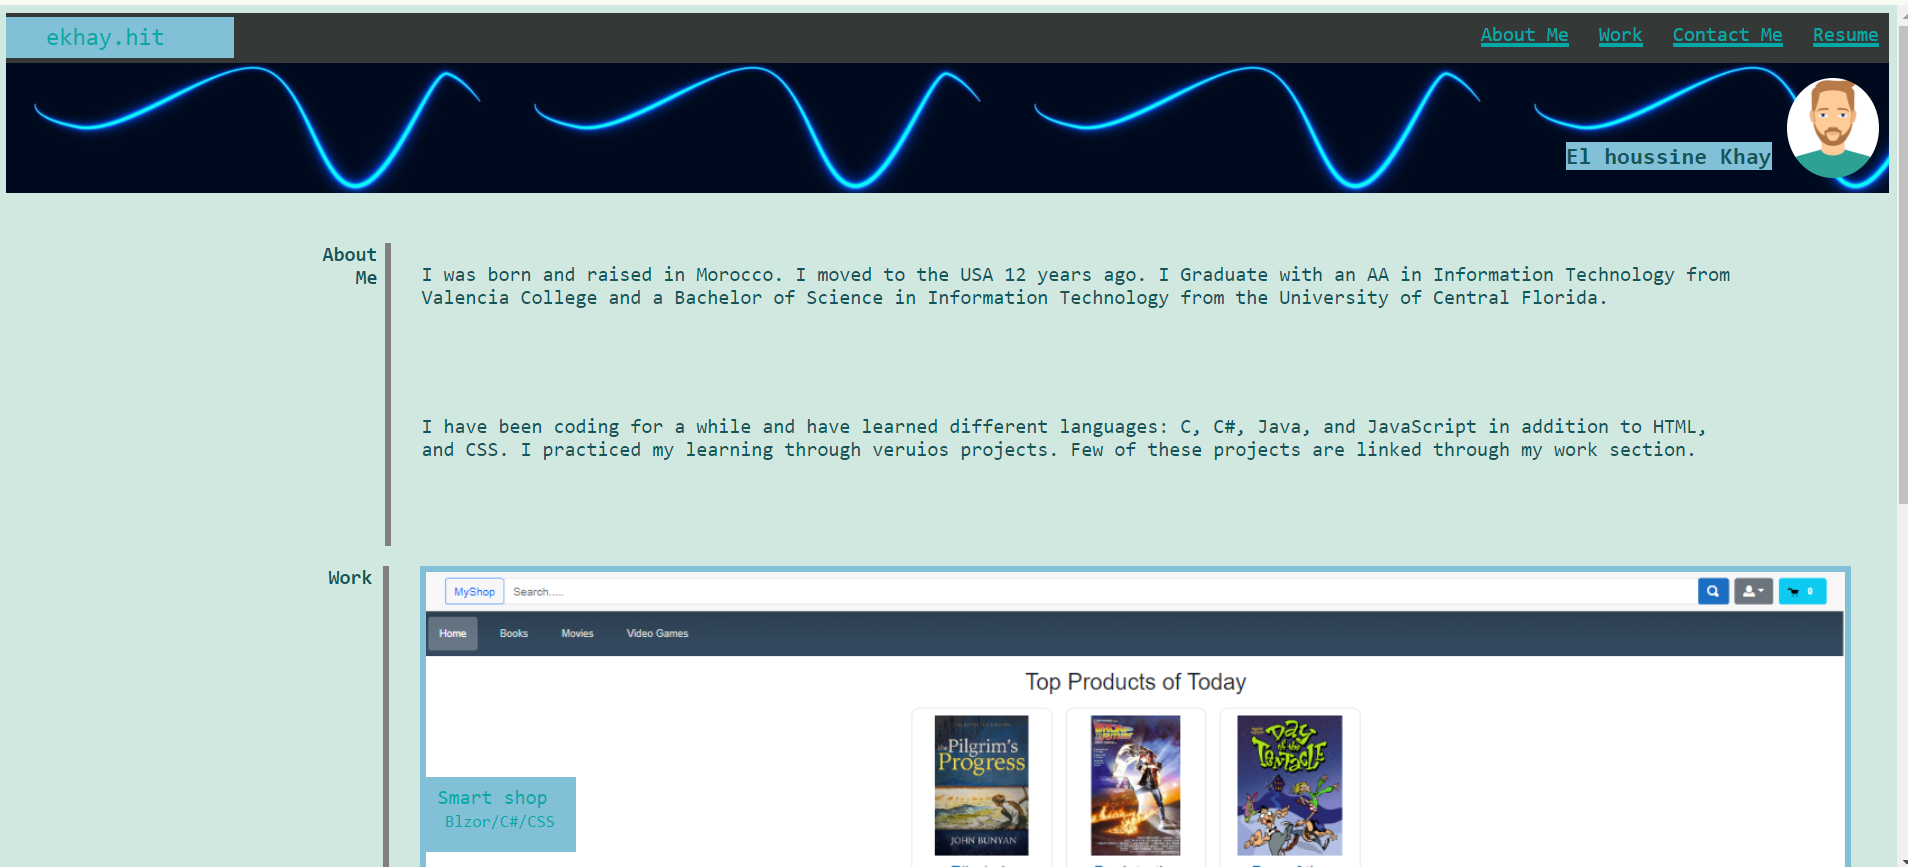 ekhay.hit
About Me Work Contact Me Resume
El houssine Khay
About
Me
I was born and raised in Morocco. I moved to the USA 12 years ago. I Graduate with an AA in Information Technology from
Valencia College and a Bachelor of Science in Information Technology from the University of Central Florida.
I have been coding for a while and have learned different languages: C, C#, Java, and JavaScript in addition to HTML,
and CSS. I practiced my learning through veruios projects. Few of these projects are linked through my work section.
Work
MyShop Search..... 0
Home Books Movies Video Games
Top Products of Today
the Pilgrim's
Progress
JOHN BUNYAN
BACK TO THE
FUTURE
Day
of the
Tentacle
Smart shop
Blzor/C#/CSS